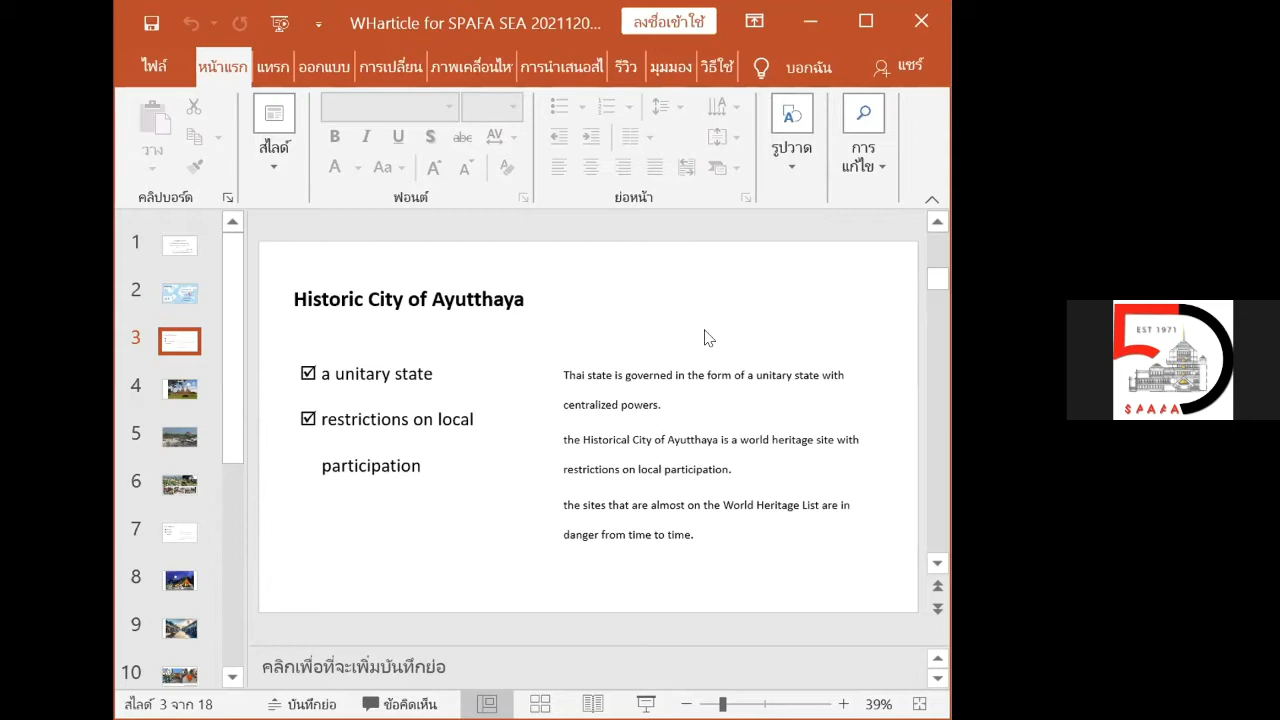 WHarticle for SPAFA SEA 2021120...
ลงชื่อเข้าใช้
ไฟล์ หน้าแรก แทรก ออกแบบ การเปลี่ยน ภาพเคลื่อนไห การนำเสนอสไ รีวิว มุมมอง วิธีใช้ บอกฉัน แชร์
วาง
สไลด์
B I U S abc AV
A Aa A A
รูปวาด
การ
แก้ไข
คลิปบอร์ด ฟอนต์ ย่อหน้า
1
2
3
4
5
6
7
8
9
10
Historic City of Ayutthaya
a unitary state
restrictions on local
participation
Thai state is governed in the form of a unitary state with
centralized powers.
the Historical City of Ayutthaya is a world heritage site with
restrictions on local participation.
the sites that are almost on the World Heritage List are in
danger from time to time.
คลิกเพื่อที่จะเพิ่มบันทึกย่อ
สไลด์ 3 จาก 18 บันทึกย่อ ข้อคิดเห็น 39%
EST 1971
SPAFA